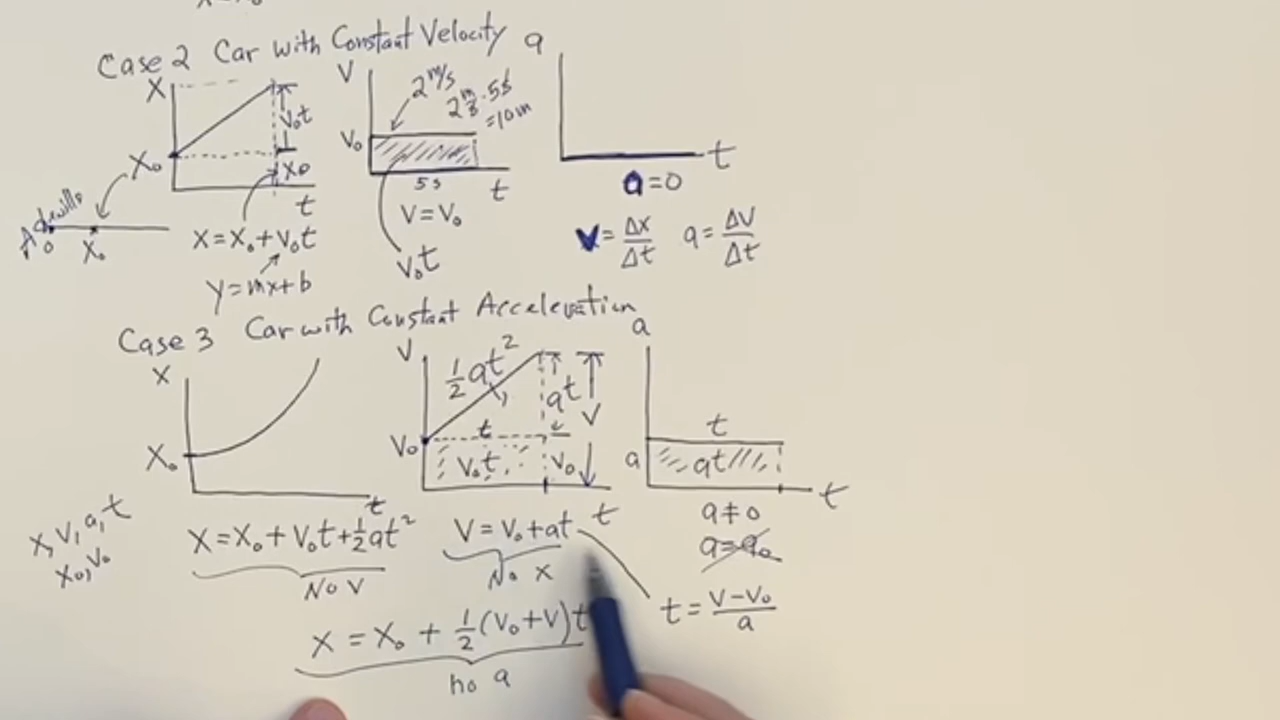 Case 2 Car with Constant Velocity
X
V₀t
X₀
X₀
t
0
X₀
X = X₀ + V₀t
y = mx + b
V
2 m/s
2 m/s · 5s
= 10m
V₀
5s
t
V = V₀
V₀t
a
t
a = 0
V = Δx/Δt a = ΔV/Δt
Case 3 Car with Constant Acceleration
X
X₀
t
x, v, a, t
x₀, v₀
X = X₀ + V₀t + ½at²
No V
V
½at²
at
V
t
V₀
V₀t
V₀
t
V = V₀ + at
No x
a
t
a
at
t
a ≠ 0
a = a₀
t = (V - V₀)/a
X = X₀ + ½(V₀ + V)t
no a